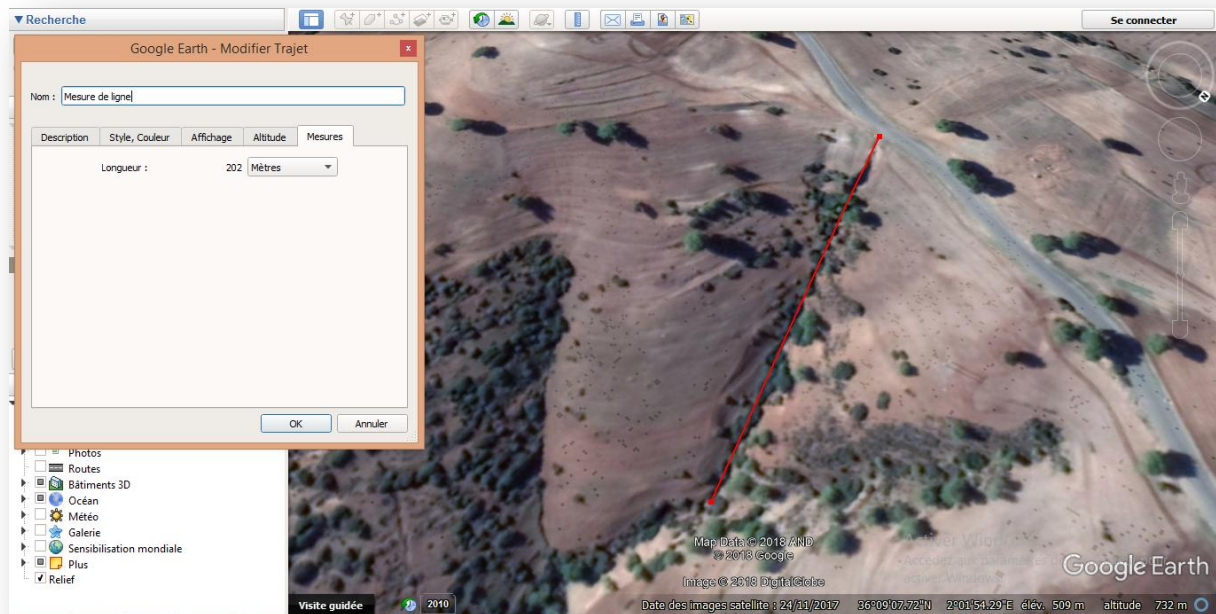 Recherche
Se connecter
Google Earth - Modifier Trajet
x
Nom : Mesure de ligne
Description Style, Couleur Affichage Altitude Mesures
Longueur : 202 Mètres
OK Annuler
Photos
Routes
Bâtiments 3D
Océan
Météo
Galerie
Sensibilisation mondiale
Plus
Relief
N
Map Data © 2018 AND
© 2018 Google
Image © 2018 DigitalGlobe
Google Earth
Visite guidée 2010 Date des images satellite : 24/11/2017 36°09'07.72"N 2°01'54.29"E élév. 509 m altitude 732 m